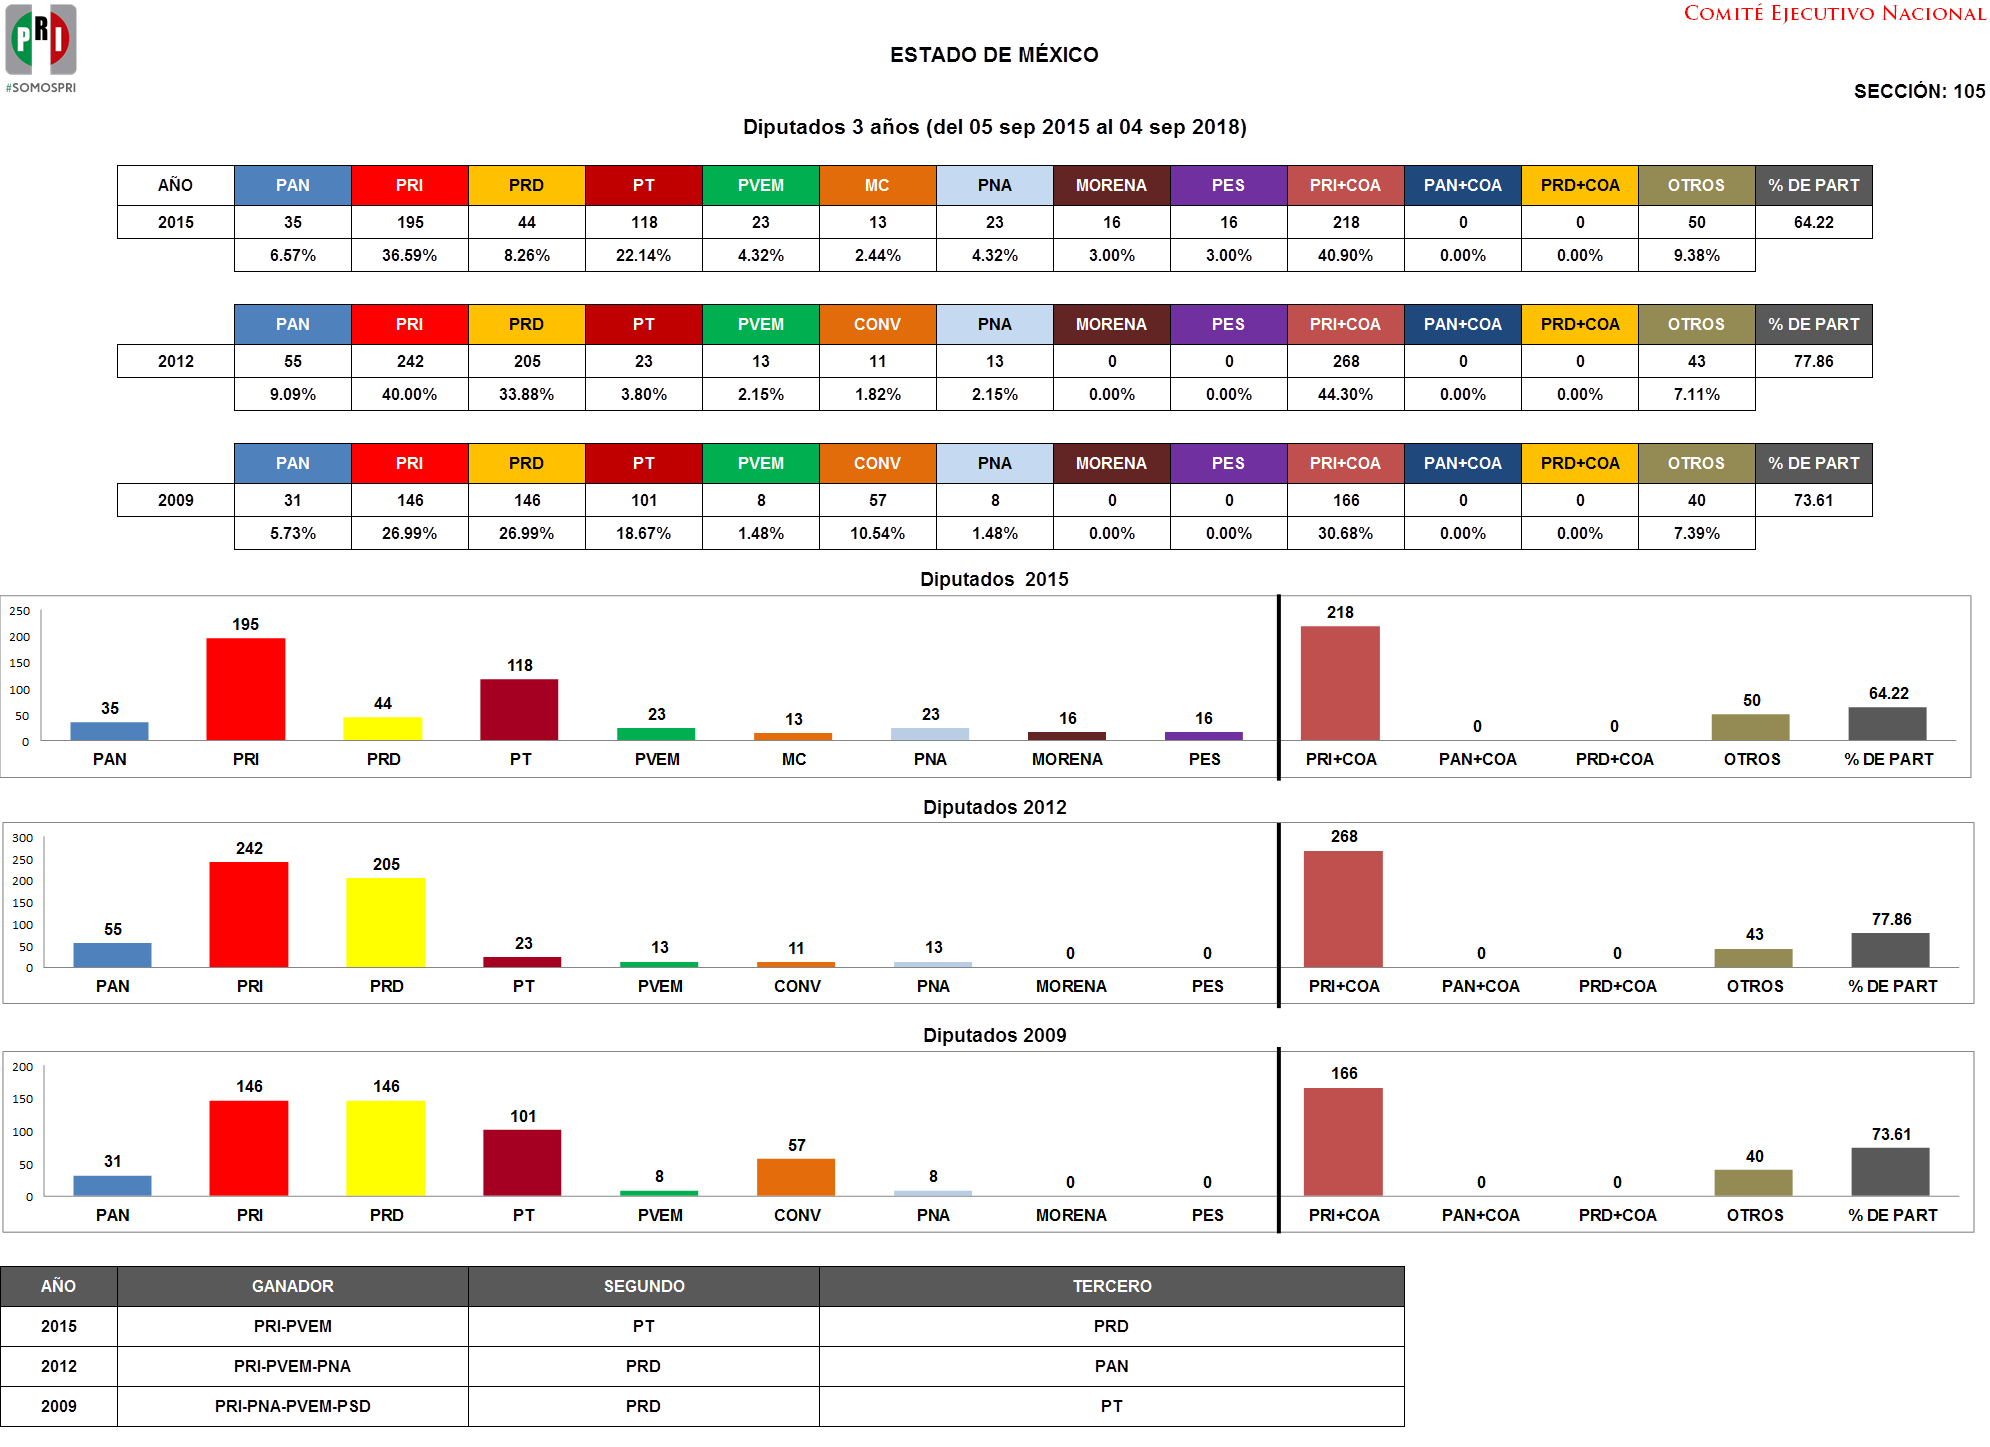 PRI
#SOMOSPRI
COMITÉ EJECUTIVO NACIONAL
ESTADO DE MÉXICO
SECCIÓN: 105
Diputados 3 años (del 05 sep 2015 al 04 sep 2018)
AÑO PAN PRI PRD PT PVEM MC PNA MORENA PES PRI+COA PAN+COA PRD+COA OTROS % DE PART
2015 35 195 44 118 23 13 23 16 16 218 0 0 50 64.22
6.57% 36.59% 8.26% 22.14% 4.32% 2.44% 4.32% 3.00% 3.00% 40.90% 0.00% 0.00% 9.38%
PAN PRI PRD PT PVEM CONV PNA MORENA PES PRI+COA PAN+COA PRD+COA OTROS % DE PART
2012 55 242 205 23 13 11 13 0 0 268 0 0 43 77.86
9.09% 40.00% 33.88% 3.80% 2.15% 1.82% 2.15% 0.00% 0.00% 44.30% 0.00% 0.00% 7.11%
PAN PRI PRD PT PVEM CONV PNA MORENA PES PRI+COA PAN+COA PRD+COA OTROS % DE PART
2009 31 146 146 101 8 57 8 0 0 166 0 0 40 73.61
5.73% 26.99% 26.99% 18.67% 1.48% 10.54% 1.48% 0.00% 0.00% 30.68% 0.00% 0.00% 7.39%
Diputados 2015
250
200
150
100
50
0
35 195 44 118 23 13 23 16 16 218 0 0 50 64.22
PAN PRI PRD PT PVEM MC PNA MORENA PES PRI+COA PAN+COA PRD+COA OTROS % DE PART
Diputados 2012
300
250
200
150
100
50
0
55 242 205 23 13 11 13 0 0 268 0 0 43 77.86
PAN PRI PRD PT PVEM CONV PNA MORENA PES PRI+COA PAN+COA PRD+COA OTROS % DE PART
Diputados 2009
200
150
100
50
0
31 146 146 101 8 57 8 0 0 166 0 0 40 73.61
PAN PRI PRD PT PVEM CONV PNA MORENA PES PRI+COA PAN+COA PRD+COA OTROS % DE PART
AÑO GANADOR SEGUNDO TERCERO
2015 PRI-PVEM PT PRD
2012 PRI-PVEM-PNA PRD PAN
2009 PRI-PNA-PVEM-PSD PRD PT